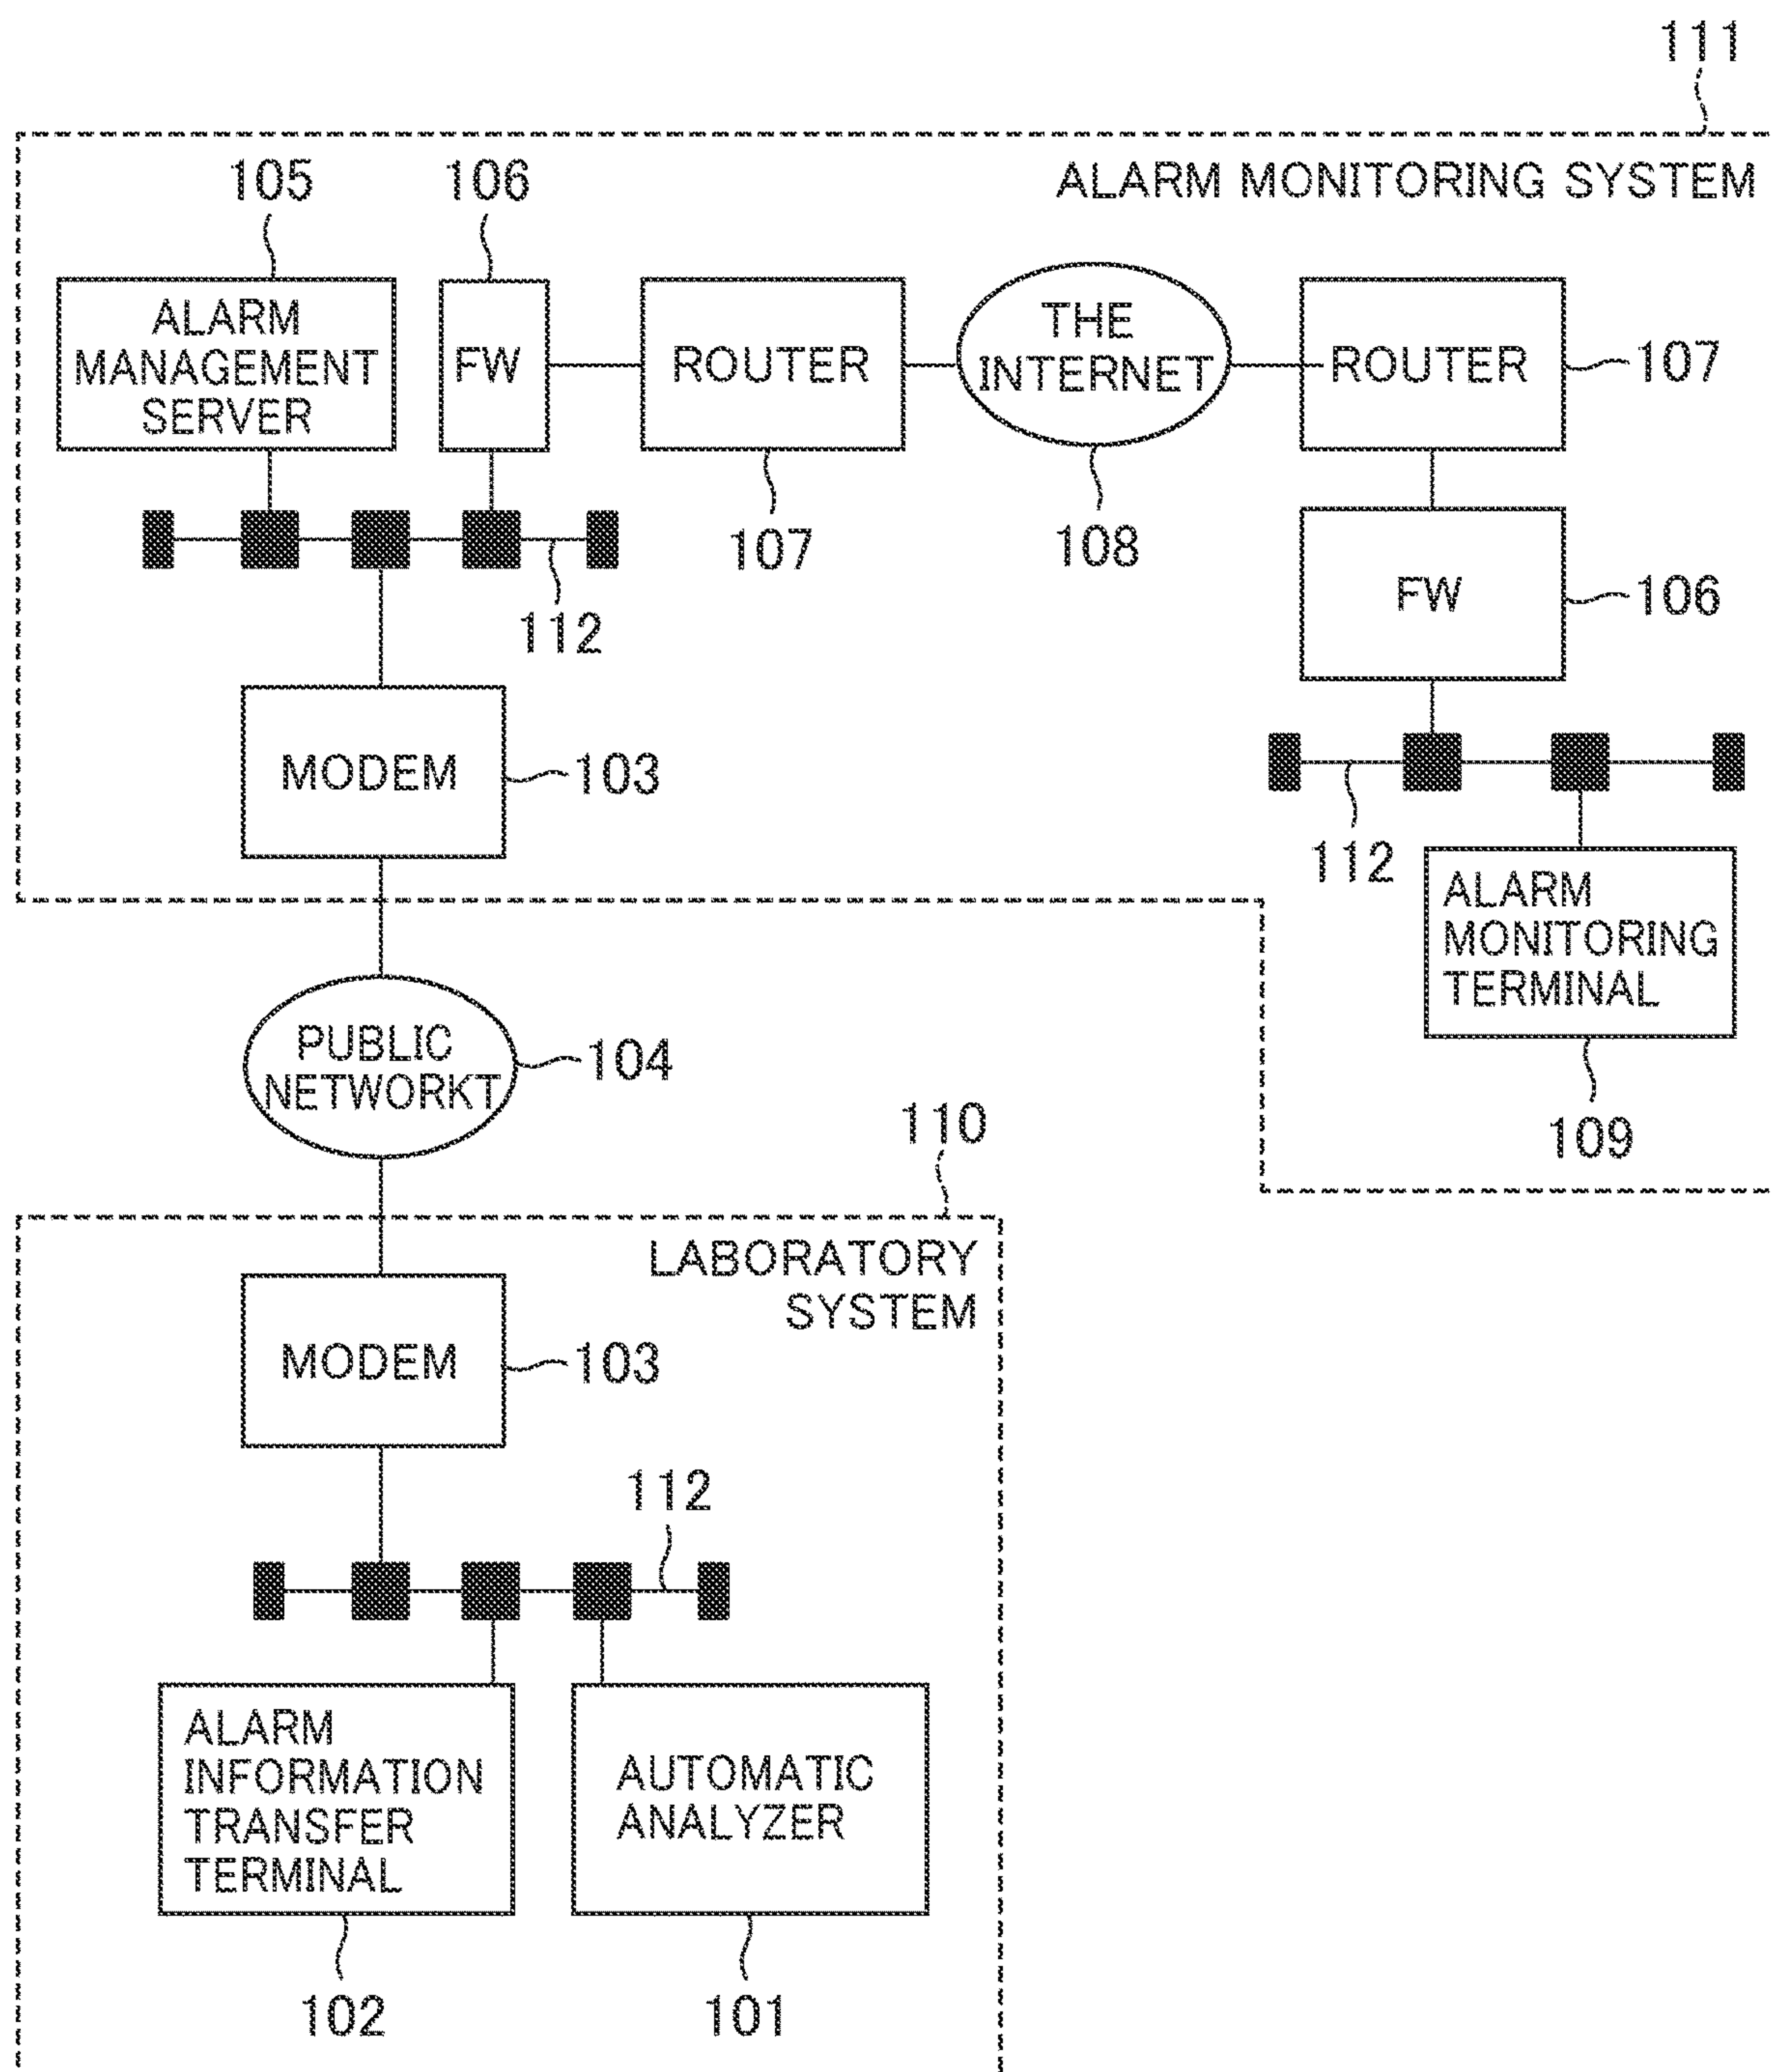 111
ALARM MONITORING SYSTEM
105
106
ALARM
MANAGEMENT
SERVER
FW
ROUTER
THE
INTERNET
ROUTER
107
107
108
112
FW
106
MODEM
103
112
ALARM
MONITORING
TERMINAL
109
PUBLIC
NETWORKT
104
110
LABORATORY
SYSTEM
MODEM
103
112
ALARM
INFORMATION
TRANSFER
TERMINAL
AUTOMATIC
ANALYZER
102
101